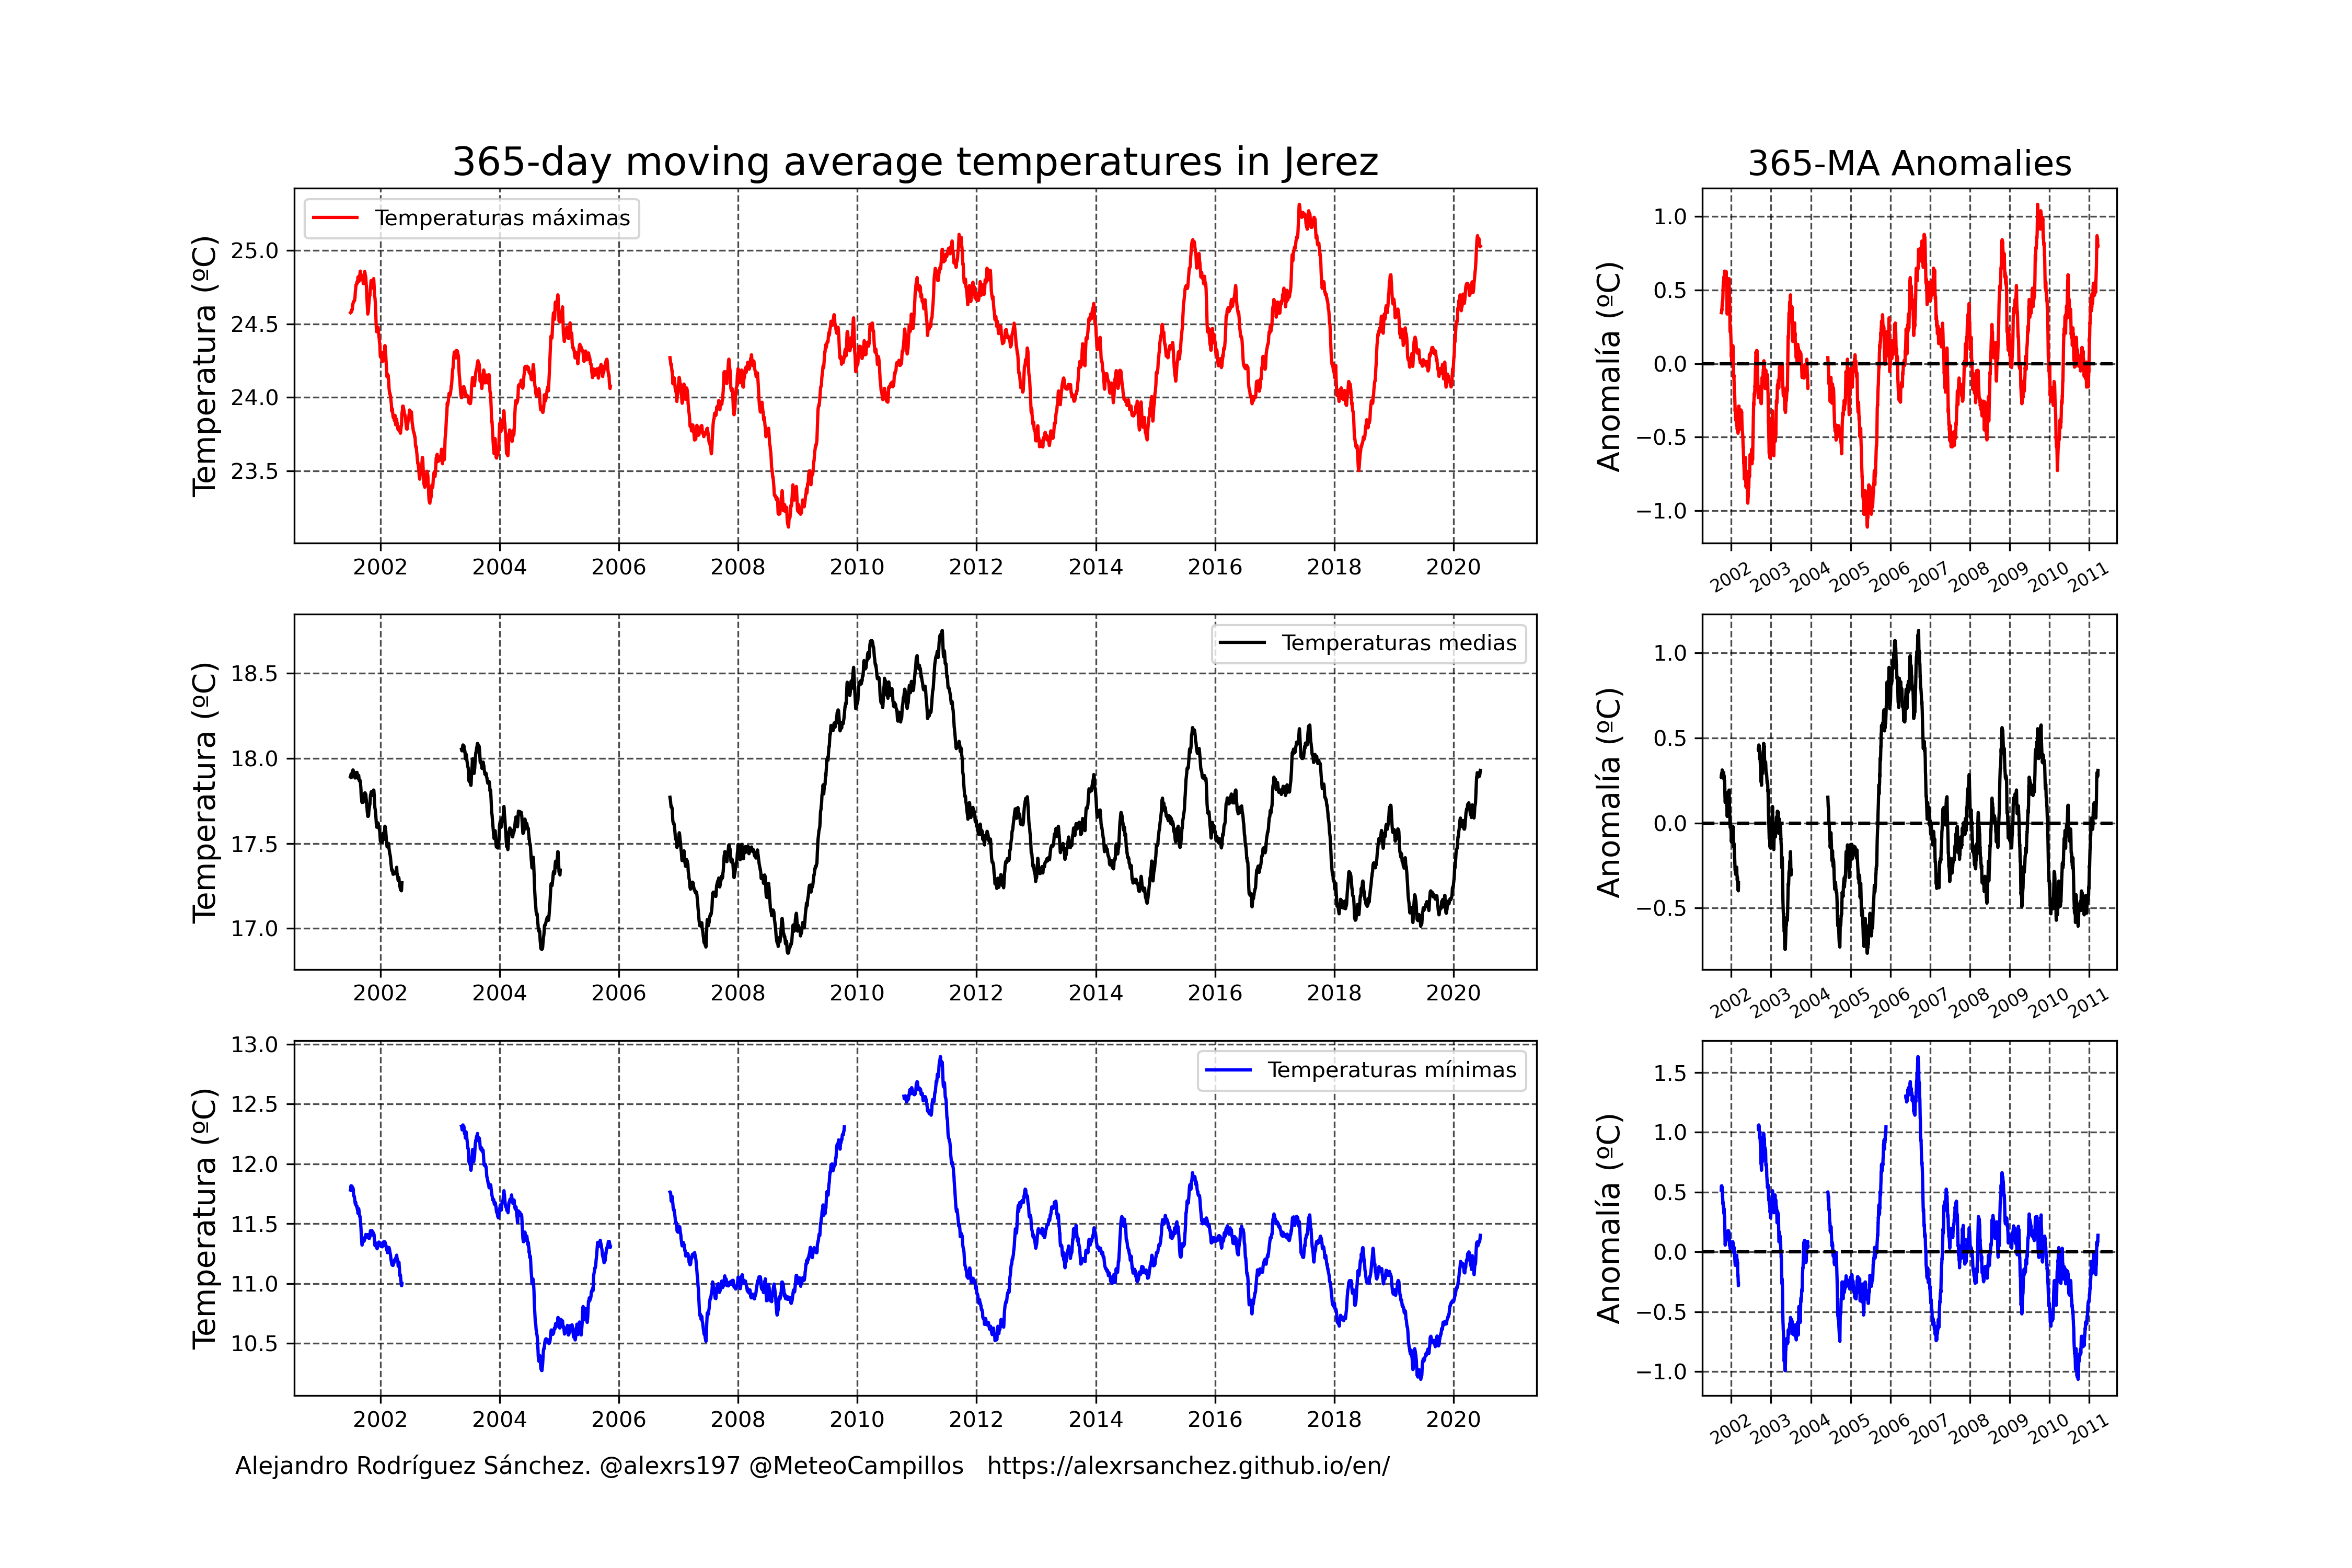 365-day moving average temperatures in Jerez
365-MA Anomalies
Temperatura (ºC)
25.0
24.5
24.0
23.5
Temperaturas máximas
2002 2004 2006 2008 2010 2012 2014 2016 2018 2020
Anomalía (ºC)
1.0
0.5
0.0
−0.5
−1.0
2002 2003 2004 2005 2006 2007 2008 2009 2010 2011
Temperatura (ºC)
18.5
18.0
17.5
17.0
Temperaturas medias
2002 2004 2006 2008 2010 2012 2014 2016 2018 2020
Anomalía (ºC)
1.0
0.5
0.0
−0.5
2002 2003 2004 2005 2006 2007 2008 2009 2010 2011
Temperatura (ºC)
13.0
12.5
12.0
11.5
11.0
10.5
Temperaturas mínimas
2002 2004 2006 2008 2010 2012 2014 2016 2018 2020
Anomalía (ºC)
1.5
1.0
0.5
0.0
−0.5
−1.0
2002 2003 2004 2005 2006 2007 2008 2009 2010 2011
Alejandro Rodríguez Sánchez. @alexrs197 @MeteoCampillos https://alexrsanchez.github.io/en/